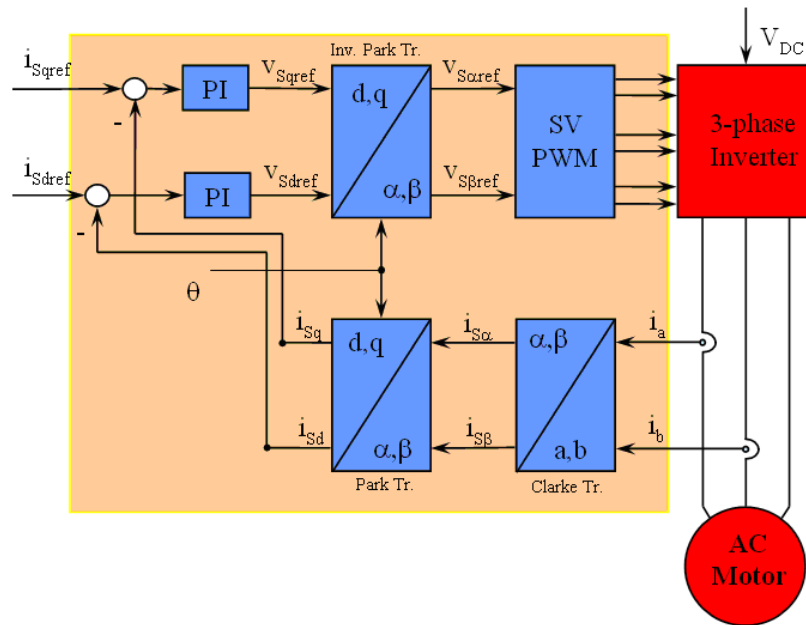 Inv. Park Tr.
V_DC
i_Sqref
PI
v_Sqref
d,q
v_Sαref
SV
PWM
3-phase
Inverter
-
i_Sdref
PI
v_Sdref
α,β
v_Sβref
-
θ
i_Sq
d,q
i_Sα
α,β
i_a
i_Sd
α,β
i_Sβ
a,b
i_b
Park Tr.
Clarke Tr.
AC
Motor